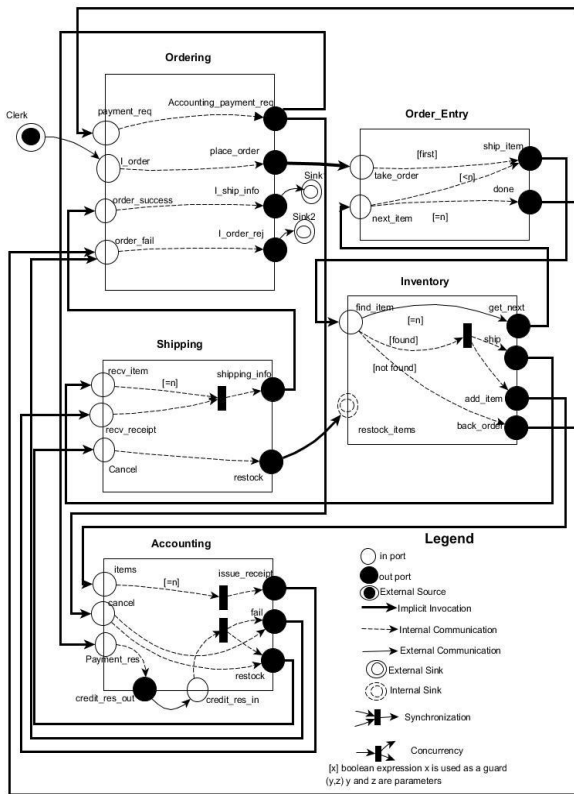 Ordering
Clerk
payment_req
Accounting_payment_req
I_order
place_order
order_success
I_ship_info
Sink
order_fail
I_order_rej
Sink2
Order_Entry
ship_item
[first]
take_order
[<n]
done
next_item
[=n]
Inventory
find_item
get_next
[=n]
ship
[found]
[not found]
add_item
restock_items
back_order
Shipping
recv_item
shipping_info
[=n]
recv_receipt
Cancel
restock
Accounting
items
issue_receipt
[=n]
cancel
fail
Payment_res
restock
credit_res_out
credit_res_in
Legend
in port
out port
External Source
Implicit Invocation
Internal Communication
External Communication
External Sink
Internal Sink
Synchronization
Concurrency
[x] boolean expression x is used as a guard
(y,z) y and z are parameters